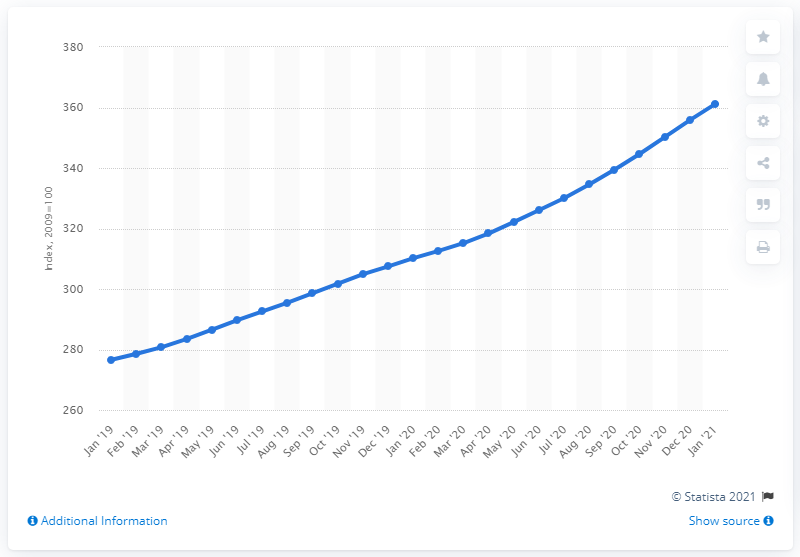 380
360
340
320
300
280
260
Index, 2009=100
Jan '19
Feb '19
Mar '19
Apr '19
May '19
Jun '19
Jul '19
Aug '19
Sep '19
Oct '19
Nov '19
Dec '19
Jan '20
Feb '20
Mar '20
Apr '20
May '20
Jun '20
Jul '20
Aug '20
Sep '20
Oct '20
Nov '20
Dec 20
Jan '21
© Statista 2021
Additional Information
Show source